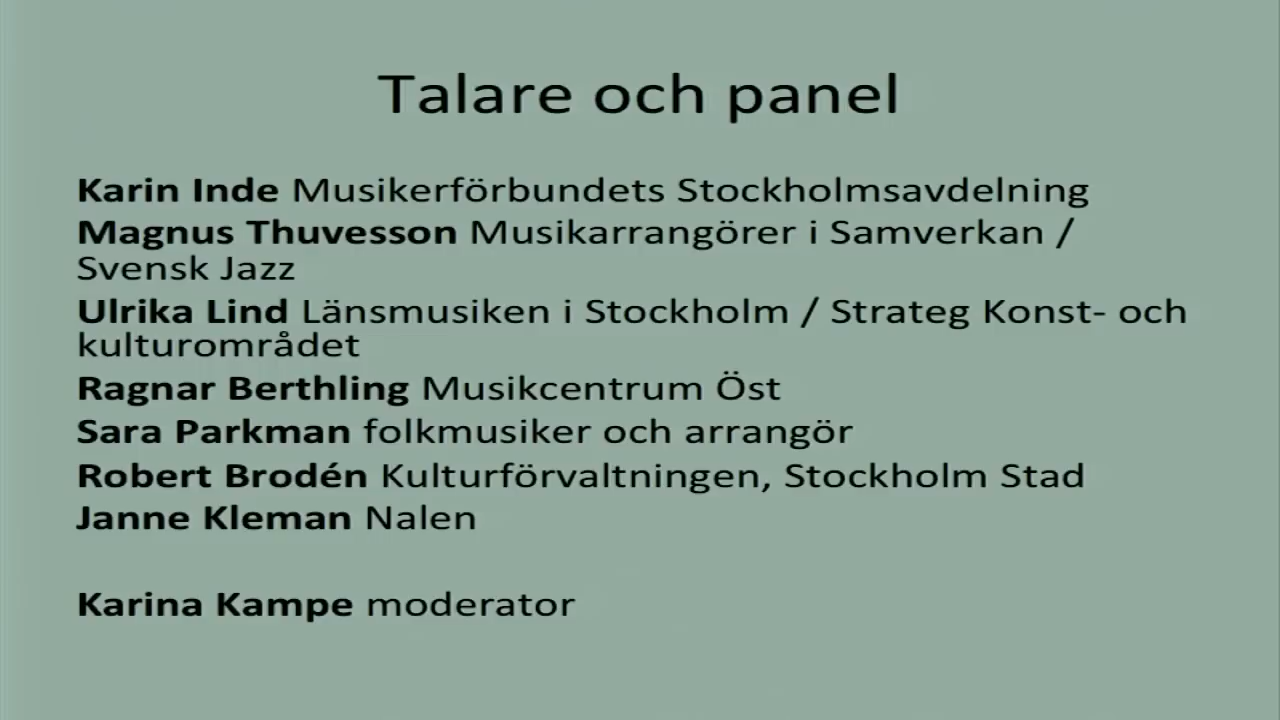 Talare och panel
Karin Inde Musikerförbundets Stockholmsavdelning
Magnus Thuvesson Musikarrangörer i Samverkan /
Svensk Jazz
Ulrika Lind Länsmusiken i Stockholm / Strateg Konst- och
kulturområdet
Ragnar Berthling Musikcentrum Öst
Sara Parkman folkmusiker och arrangör
Robert Brodén Kulturförvaltningen, Stockholm Stad
Janne Kleman Nalen
Karina Kampe moderator